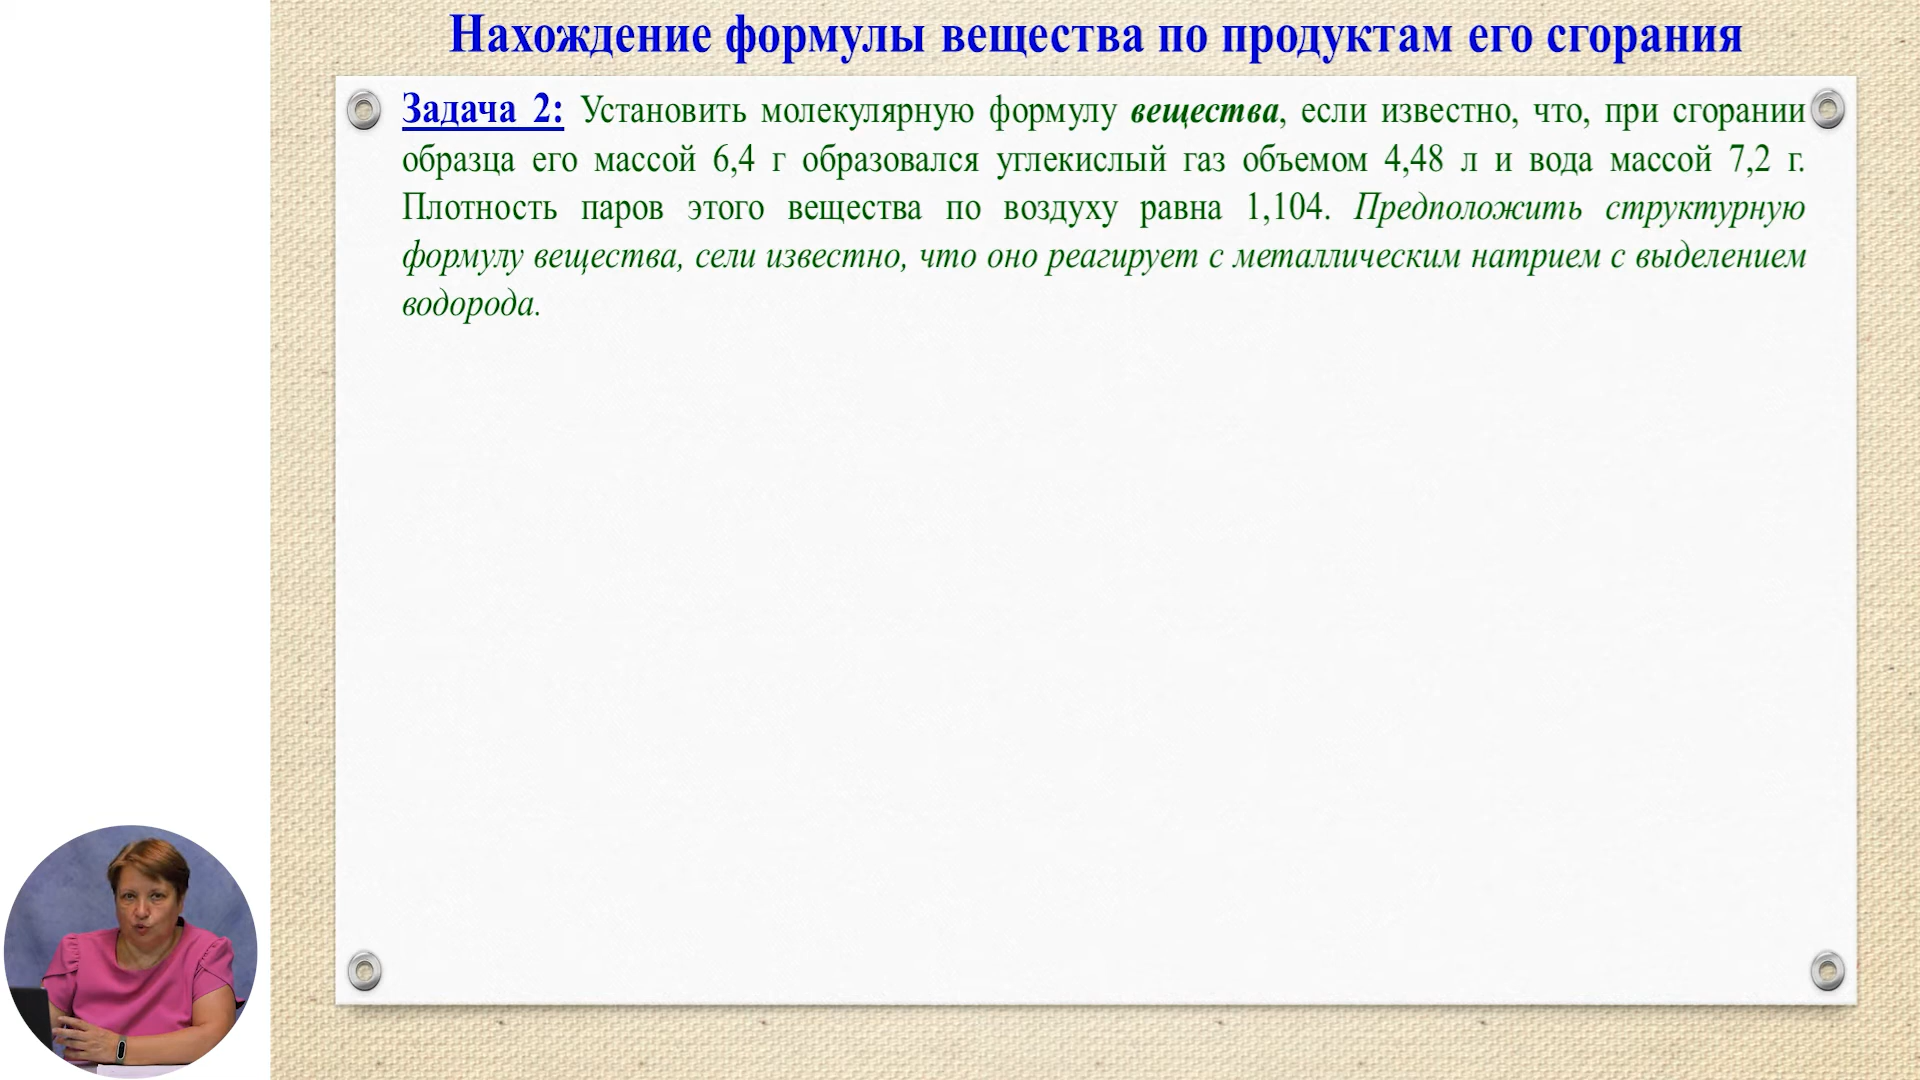 Нахождение формулы вещества по продуктам его сгорания
Задача 2: Установить молекулярную формулу вещества, если известно, что, при сгорании
образца его массой 6,4 г образовался углекислый газ объемом 4,48 л и вода массой 7,2 г.
Плотность паров этого вещества по воздуху равна 1,104. Предположить структурную
формулу вещества, сели известно, что оно реагирует с металлическим натрием с выделением
водорода.